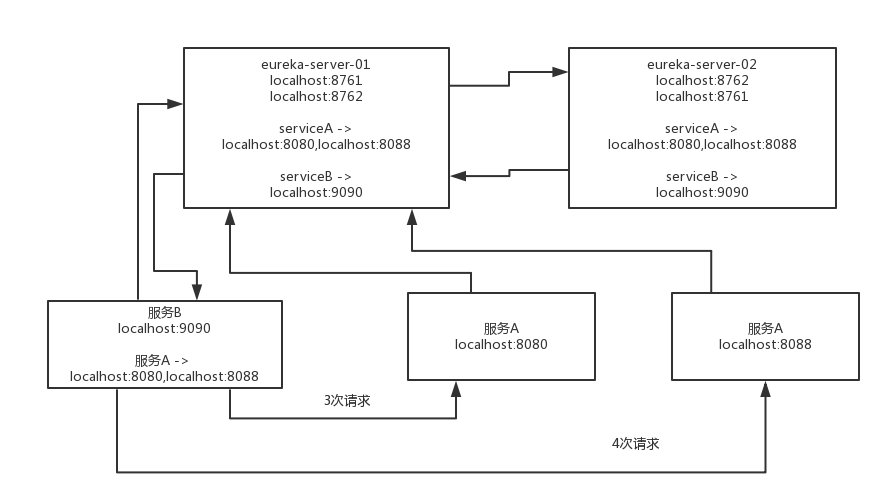 eureka-server-01
localhost:8761
localhost:8762
serviceA ->
localhost:8080,localhost:8088
serviceB ->
localhost:9090
eureka-server-02
localhost:8762
localhost:8761
serviceA ->
localhost:8080,localhost:8088
serviceB ->
localhost:9090
服务B
localhost:9090
服务A ->
localhost:8080,localhost:8088
服务A
localhost:8080
服务A
localhost:8088
3次请求
4次请求